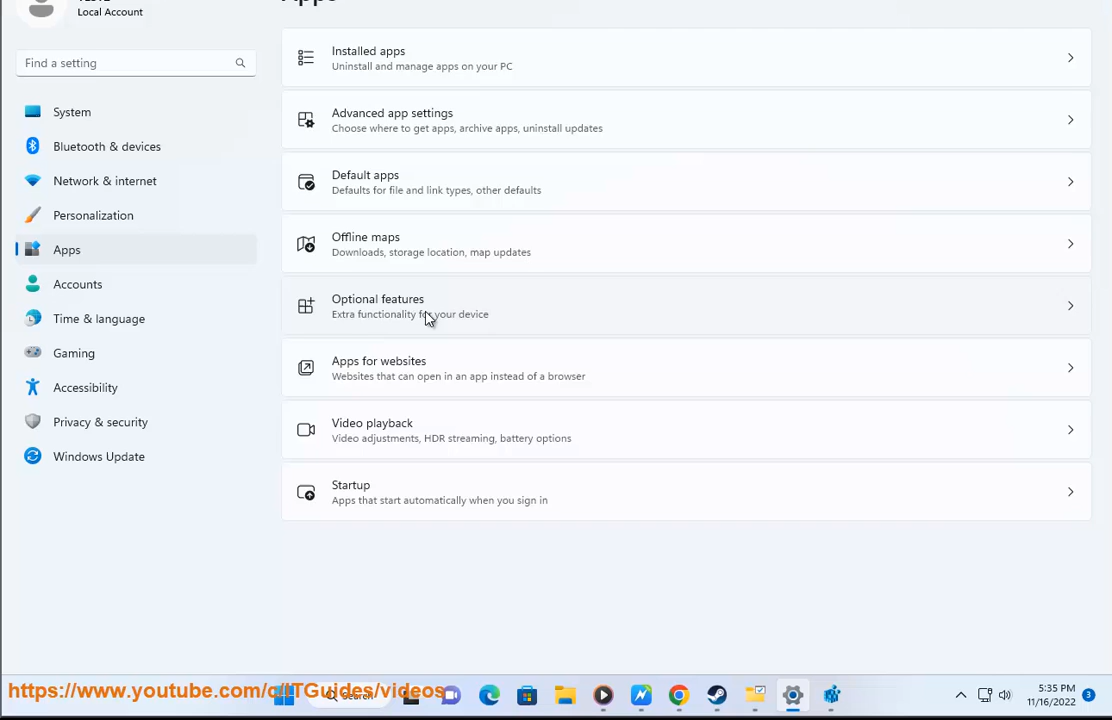 Apps
Local Account
Find a setting
System
Bluetooth & devices
Network & internet
Personalization
Apps
Accounts
Time & language
Gaming
Accessibility
Privacy & security
Windows Update
Installed apps
Uninstall and manage apps on your PC
Advanced app settings
Choose where to get apps, archive apps, uninstall updates
Default apps
Defaults for file and link types, other defaults
Offline maps
Downloads, storage location, map updates
Optional features
Extra functionality for your device
Apps for websites
Websites that can open in an app instead of a browser
Video playback
Video adjustments, HDR streaming, battery options
Startup
Apps that start automatically when you sign in
https://www.youtube.com/c/ITGuides/videos
Search
5:35 PM
11/16/2022
3